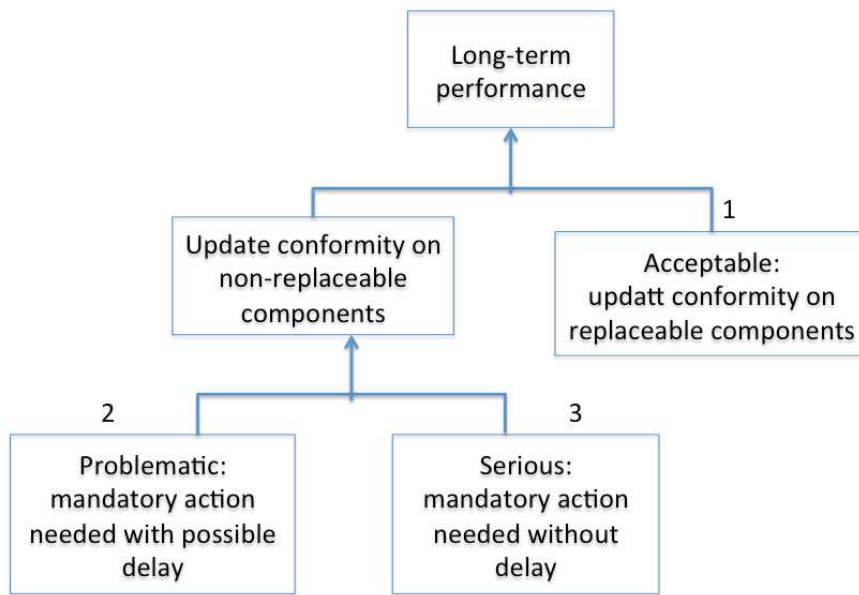 Long-term
performance
1
Update conformity on
non-replaceable
components
Acceptable:
updatt conformity on
replaceable components
2
3
Problematic:
mandatory action
needed with possible
delay
Serious:
mandatory action
needed without
delay